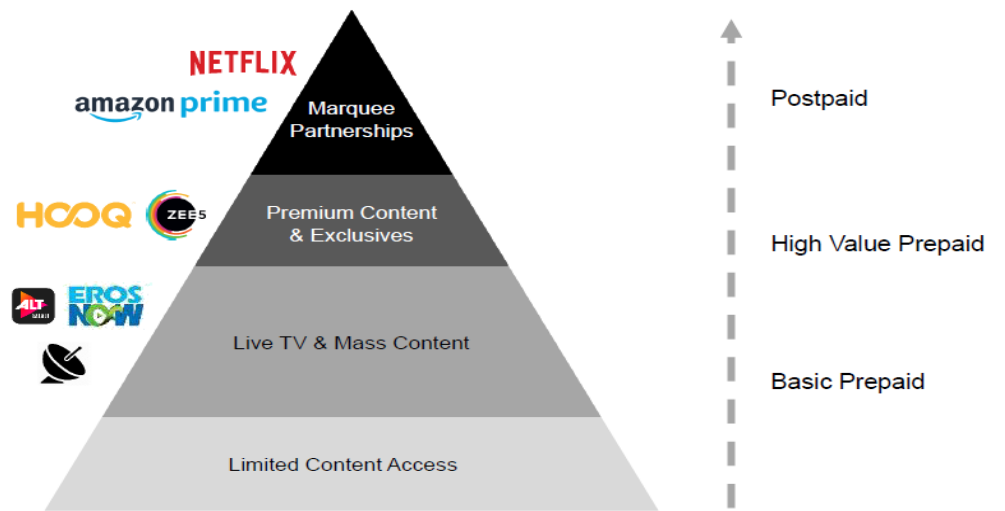 NETFLIX
amazon prime
Marquee
Partnerships
Postpaid
HOOQ
ZEE5
Premium Content
& Exclusives
High Value Prepaid
ALT
EROS
NOW
Live TV & Mass Content
Basic Prepaid
Limited Content Access